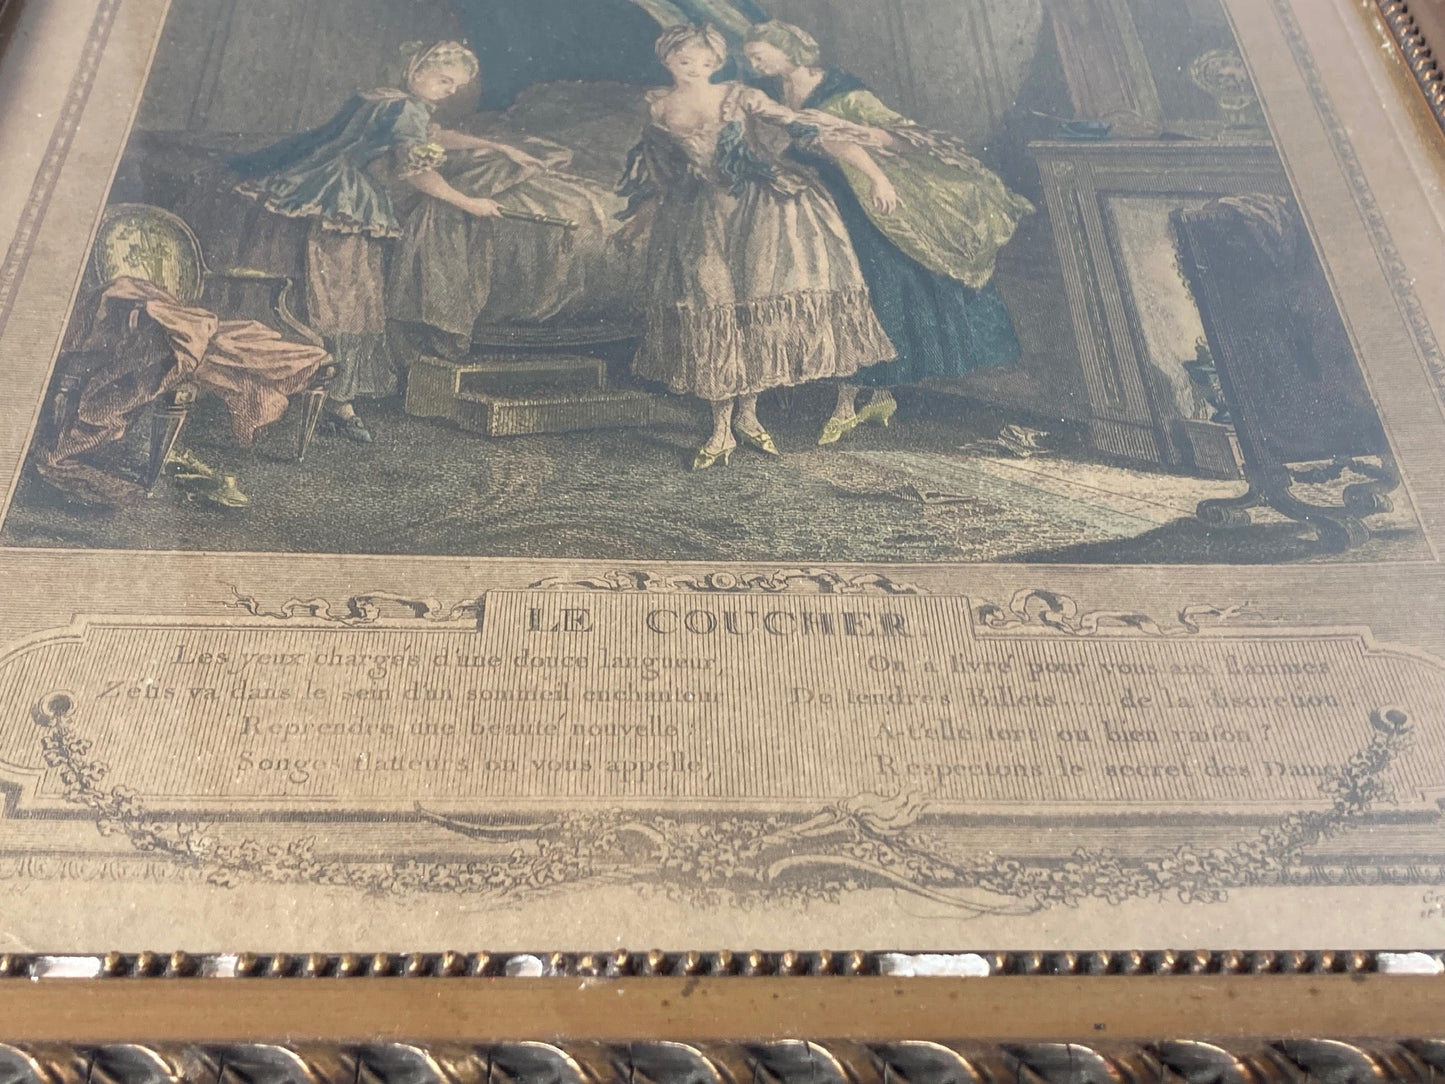 LE COUCHER
Les yeux chargés d'une douce langueur,
Zelis va dans le sein d'un sommeil enchanteur
Reprendre une beauté nouvelle
Songes flatteurs on vous appelle
On a livré pour vous aux flammes
De tendres Billets...... de la discretion
A-t'elle tort ou bien raison ?
Respectons le secret des Dames